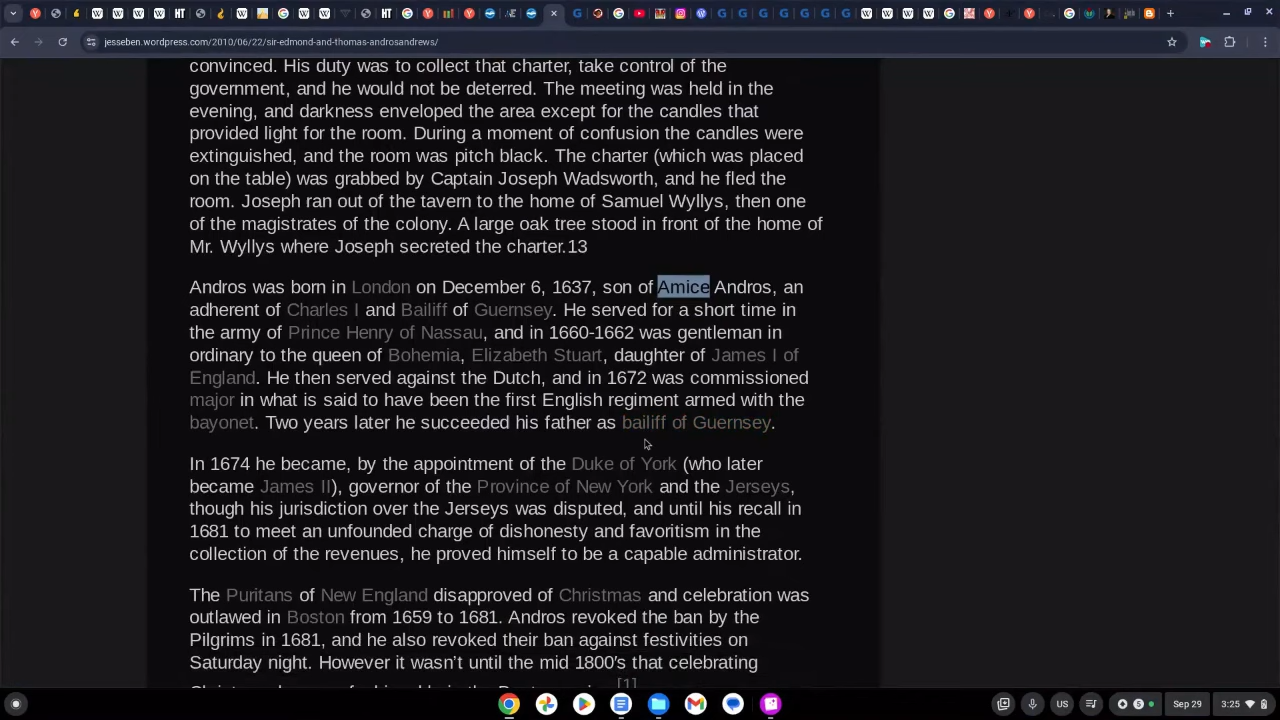 jesseben.wordpress.com/2010/06/22/sir-edmond-and-thomas-androsandrews/
convinced. His duty was to collect that charter, take control of the
government, and he would not be deterred. The meeting was held in the
evening, and darkness enveloped the area except for the candles that
provided light for the room. During a moment of confusion the candles were
extinguished, and the room was pitch black. The charter (which was placed
on the table) was grabbed by Captain Joseph Wadsworth, and he fled the
room. Joseph ran out of the tavern to the home of Samuel Wyllys, then one
of the magistrates of the colony. A large oak tree stood in front of the home of
Mr. Wyllys where Joseph secreted the charter.13
Andros was born in London on December 6, 1637, son of Amice Andros, an
adherent of Charles I and Bailiff of Guernsey. He served for a short time in
the army of Prince Henry of Nassau, and in 1660-1662 was gentleman in
ordinary to the queen of Bohemia, Elizabeth Stuart, daughter of James I of
England. He then served against the Dutch, and in 1672 was commissioned
major in what is said to have been the first English regiment armed with the
bayonet. Two years later he succeeded his father as bailiff of Guernsey.
In 1674 he became, by the appointment of the Duke of York (who later
became James II), governor of the Province of New York and the Jerseys,
though his jurisdiction over the Jerseys was disputed, and until his recall in
1681 to meet an unfounded charge of dishonesty and favoritism in the
collection of the revenues, he proved himself to be a capable administrator.
The Puritans of New England disapproved of Christmas and celebration was
outlawed in Boston from 1659 to 1681. Andros revoked the ban by the
Pilgrims in 1681, and he also revoked their ban against festivities on
Saturday night. However it wasn't until the mid 1800's that celebrating
[1]
US
5
Sep 29
3:25